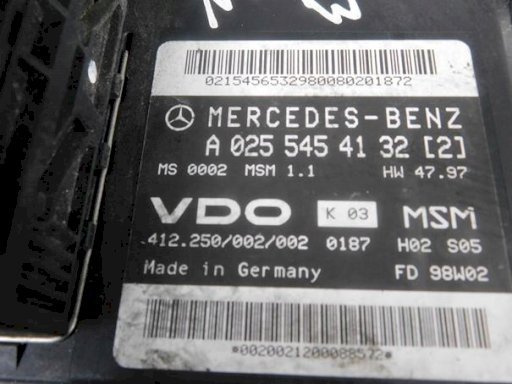 0215456532980080201872
MERCEDES-BENZ
A 025 545 41 32 [2]
MS 0002 MSM 1.1 HW 47.97
VDO K 03 MSM
412.250/002/002 0187 H02 S05
Made in Germany FD 98W02
*0020021200088572*